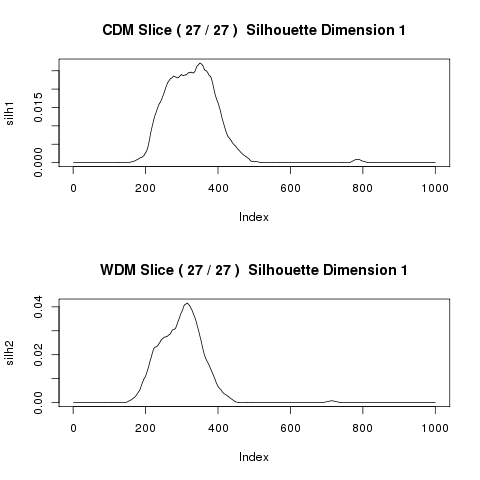 CDM Slice ( 27 / 27 )  Silhouette Dimension 1
silh1
0.015
0.000
0 200 400 600 800 1000
Index
WDM Slice ( 27 / 27 )  Silhouette Dimension 1
silh2
0.04
0.02
0.00
0 200 400 600 800 1000
Index